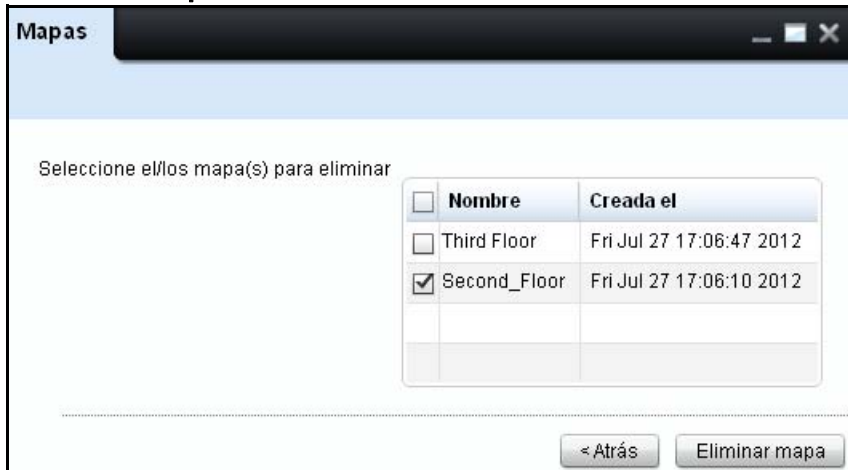 Mapas
Seleccione el/los mapa(s) para eliminar
Nombre Creada el
Third Floor Fri Jul 27 17:06:47 2012
Second_Floor Fri Jul 27 17:06:10 2012
< Atrás Eliminar mapa